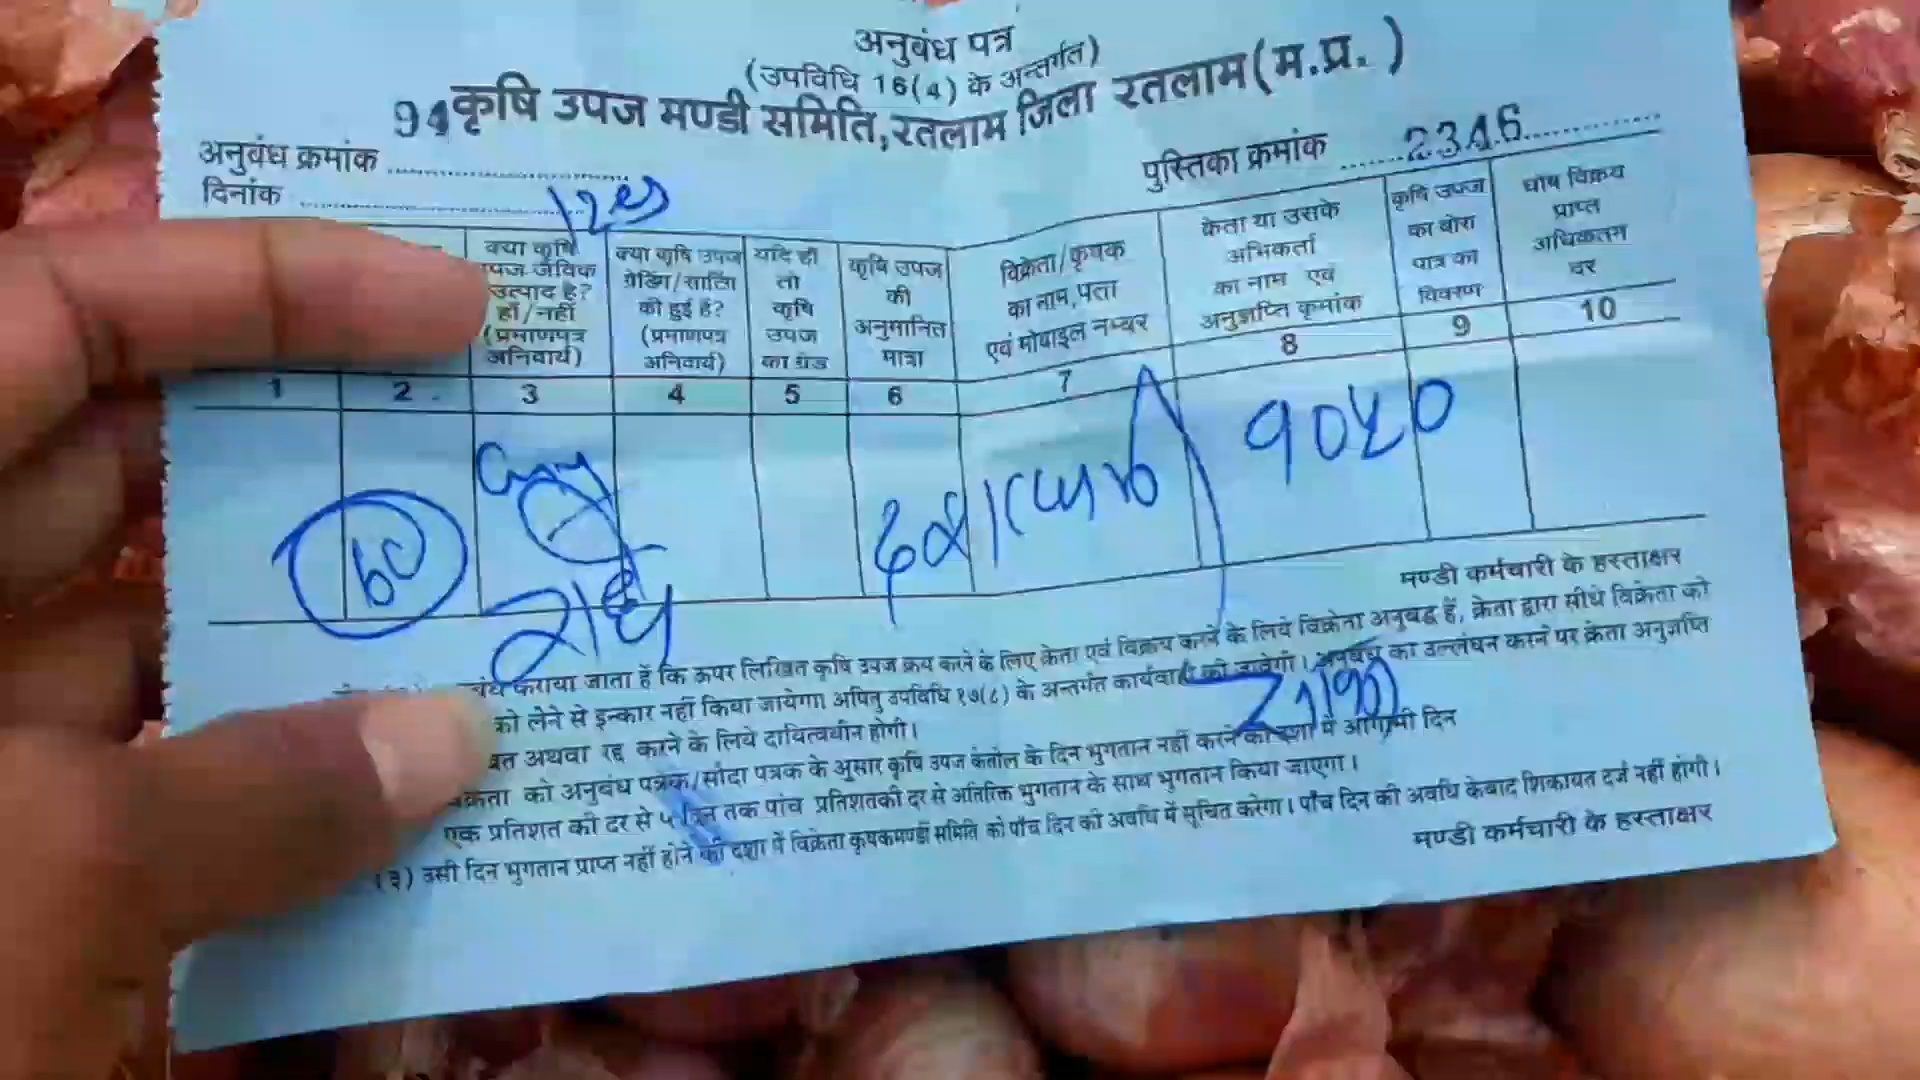 अनुबंध पत्र
(उपविधि 16(4) के अन्तर्गत)
94 कृषि उपज मण्डी समिति, रतलाम जिला रतलाम (म.प्र.)
अनुबंध क्रमांक
पुस्तिका क्रमांक 2346
दिनांक
क्या कृषि उपज जैविक उत्पाद है? हाँ/नहीं (प्रमाणपत्र अनिवार्य)
क्या कृषि उपज ग्रेडिंग/सार्टिंग की हुई है? (प्रमाणपत्र अनिवार्य)
यदि हाँ तो कृषि उपज का ग्रेड
कृषि उपज की अनुमानित मात्रा
विक्रेता/कृषक का नाम, पता एवं मोबाइल नम्बर
क्रेता या उसके अभिकर्ता का नाम एवं अनुज्ञप्ति क्रमांक
कृषि उपज का बोरा पात्र का विवरण
घोष विक्रय प्राप्त अधिकतम दर
1 2 3 4 5 6 7 8 9 10
१०५०
राधे
मण्डी कर्मचारी के हस्ताक्षर
कराया जाता हैं कि ऊपर लिखित कृषि उपज क्रय करने के लिए क्रेता एवं विक्रय करने के लिये विक्रेता अनुबद्ध हैं, क्रेता द्वारा सीधे विक्रेता को
को लेने से इन्कार नहीं किया जायेगा अपितु उपविधि १७(८) के अन्तर्गत कार्यवाही की जावेगी। अनुबंध का उल्लंघन करने पर क्रेता अनुज्ञप्ति
अथवा रद्द करने के लिये दायित्वधीन होगी।
को अनुबंध पत्रक/सौदा पत्रक के अुसार कृषि उपज केतोल के दिन भुगतान नहीं करने की दशा में आगामी दिन
एक प्रतिशत की दर से ५ दिन तक पांच प्रतिशतकी दर से अतिरिक्त भुगतान के साथ भुगतान किया जाएगा।
(३) उसी दिन भुगतान प्राप्त नहीं होने की दशा में विक्रेता कृषकमण्डी समिति को पाँच दिन की अवधि में सूचित करेगा। पाँच दिन की अवधि केबाद शिकायत दर्ज नहीं होगी।
मण्डी कर्मचारी के हस्ताक्षर